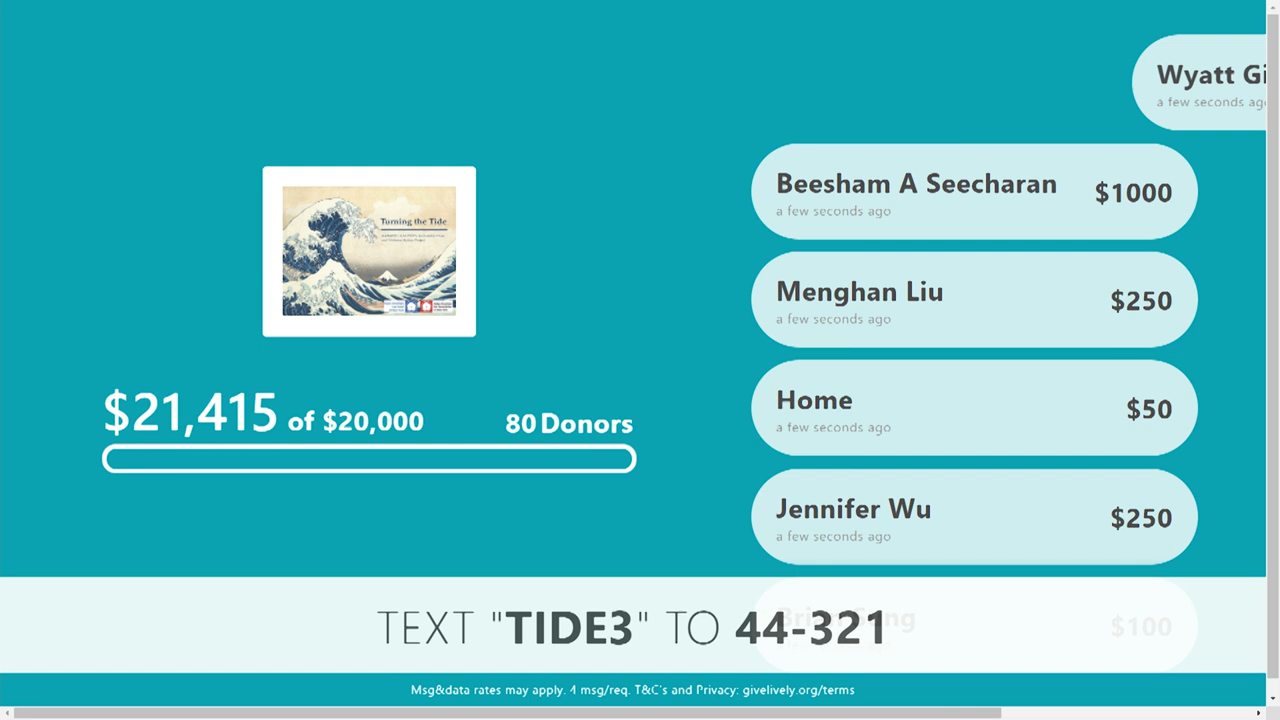 Wyatt Gi
a few seconds ago
Beesham A Seecharan
$1000
a few seconds ago
Turning the Tide
Menghan Liu
$250
a few seconds ago
Home
$50
a few seconds ago
$21,415 of $20,000
80 Donors
Jennifer Wu
$250
a few seconds ago
$100
TEXT "TIDE3" TO 44-321
Msg&data rates may apply. 4 msg/req. T&C's and Privacy: givelively.org/terms